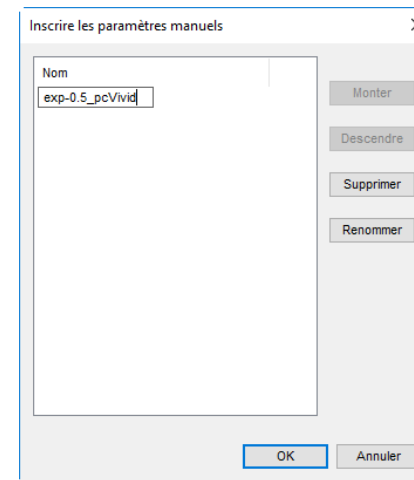 Inscrire les paramètres manuels
Nom
exp-0.5_pcVivid
Monter
Descendre
Supprimer
Renommer
OK
Annuler